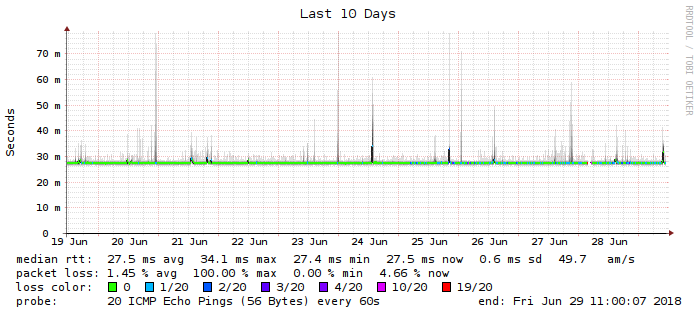 Last 10 Days
RRDTOOL / TOBI OETIKER
Seconds
70 m
60 m
50 m
40 m
30 m
20 m
10 m
0
19 Jun 20 Jun 21 Jun 22 Jun 23 Jun 24 Jun 25 Jun 26 Jun 27 Jun 28 Jun
median rtt: 27.5 ms avg 34.1 ms max 27.4 ms min 27.5 ms now 0.6 ms sd 49.7 am/s
packet loss: 1.45 % avg 100.00 % max 0.00 % min 4.66 % now
loss color: 0 1/20 2/20 3/20 4/20 10/20 19/20
probe: 20 ICMP Echo Pings (56 Bytes) every 60s end: Fri Jun 29 11:00:07 2018